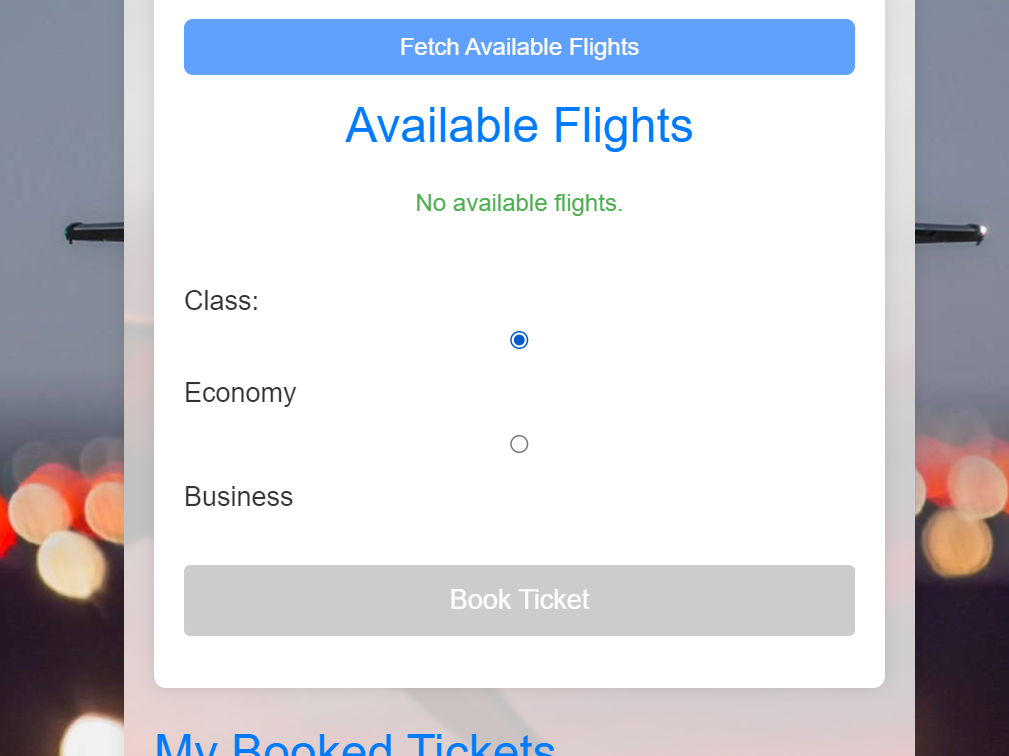 Fetch Available Flights
Available Flights
No available flights.
Class:
Economy
Business
Book Ticket
My Booked Tickets